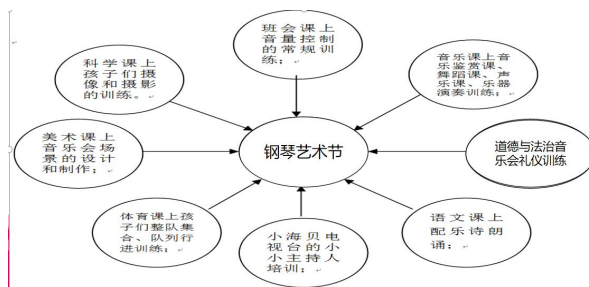 班会课上
音量控制
的常规训
练；
科学课上
孩子们摄
像和摄影
的训练。
音乐课上音
乐鉴赏课、
舞蹈课、声
乐课、乐器
演奏训练；
美术课上
音乐会场
景的设计
和制作；
钢琴艺术节
道德与法治音
乐会礼仪训练
体育课上孩
子们整队集
合、队列行
进训练；
小海贝电
视台的小
小主持人
培训；
语文课上
配乐诗朗
诵；